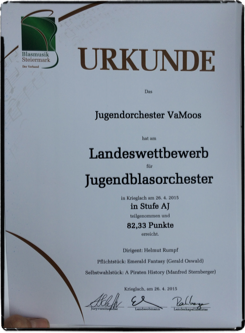 Blasmusik
Steiermark
URKUNDE
Das
Jugendorchester VaMoos
hat am
Landeswettbewerb
für
Jugendblasorchester
in Krieglach am 26. 4. 2015
in Stufe AJ
teilgenommen und
82,33 Punkte
erreicht.
Dirigent: Helmut Rumpf
Pflichtstück: Emerald Fantasy (Gerald Oswald)
Selbstwahlstück: A Pirates History (Manfred Sternberger)
Krieglach, am 26. 4. 2015